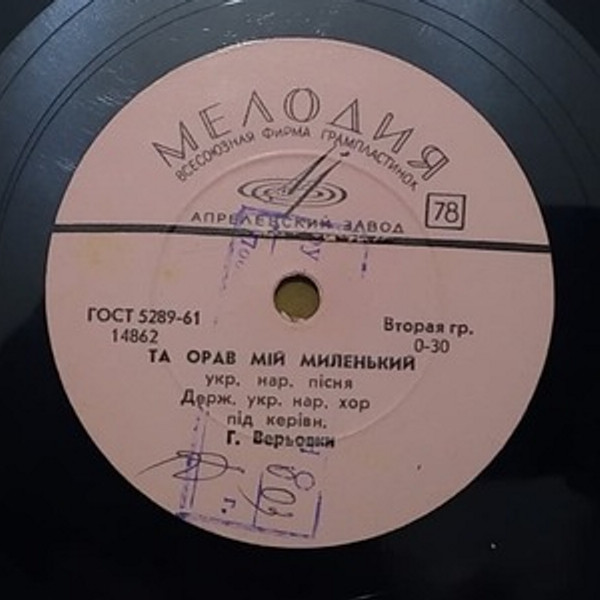 МЕЛОДИЯ
ВСЕСОЮЗНАЯ ФИРМА ГРАМПЛАСТИНОК
78
АПРЕЛЕВСКИЙ ЗАВОД
ГОСТ 5289-61
14862
Вторая гр.
0-30
ТА ОРАВ МІЙ МИЛЕНЬКИЙ
укр. нар. пісня
Держ. укр. нар. хор
під керівн.
Г. Верьовки